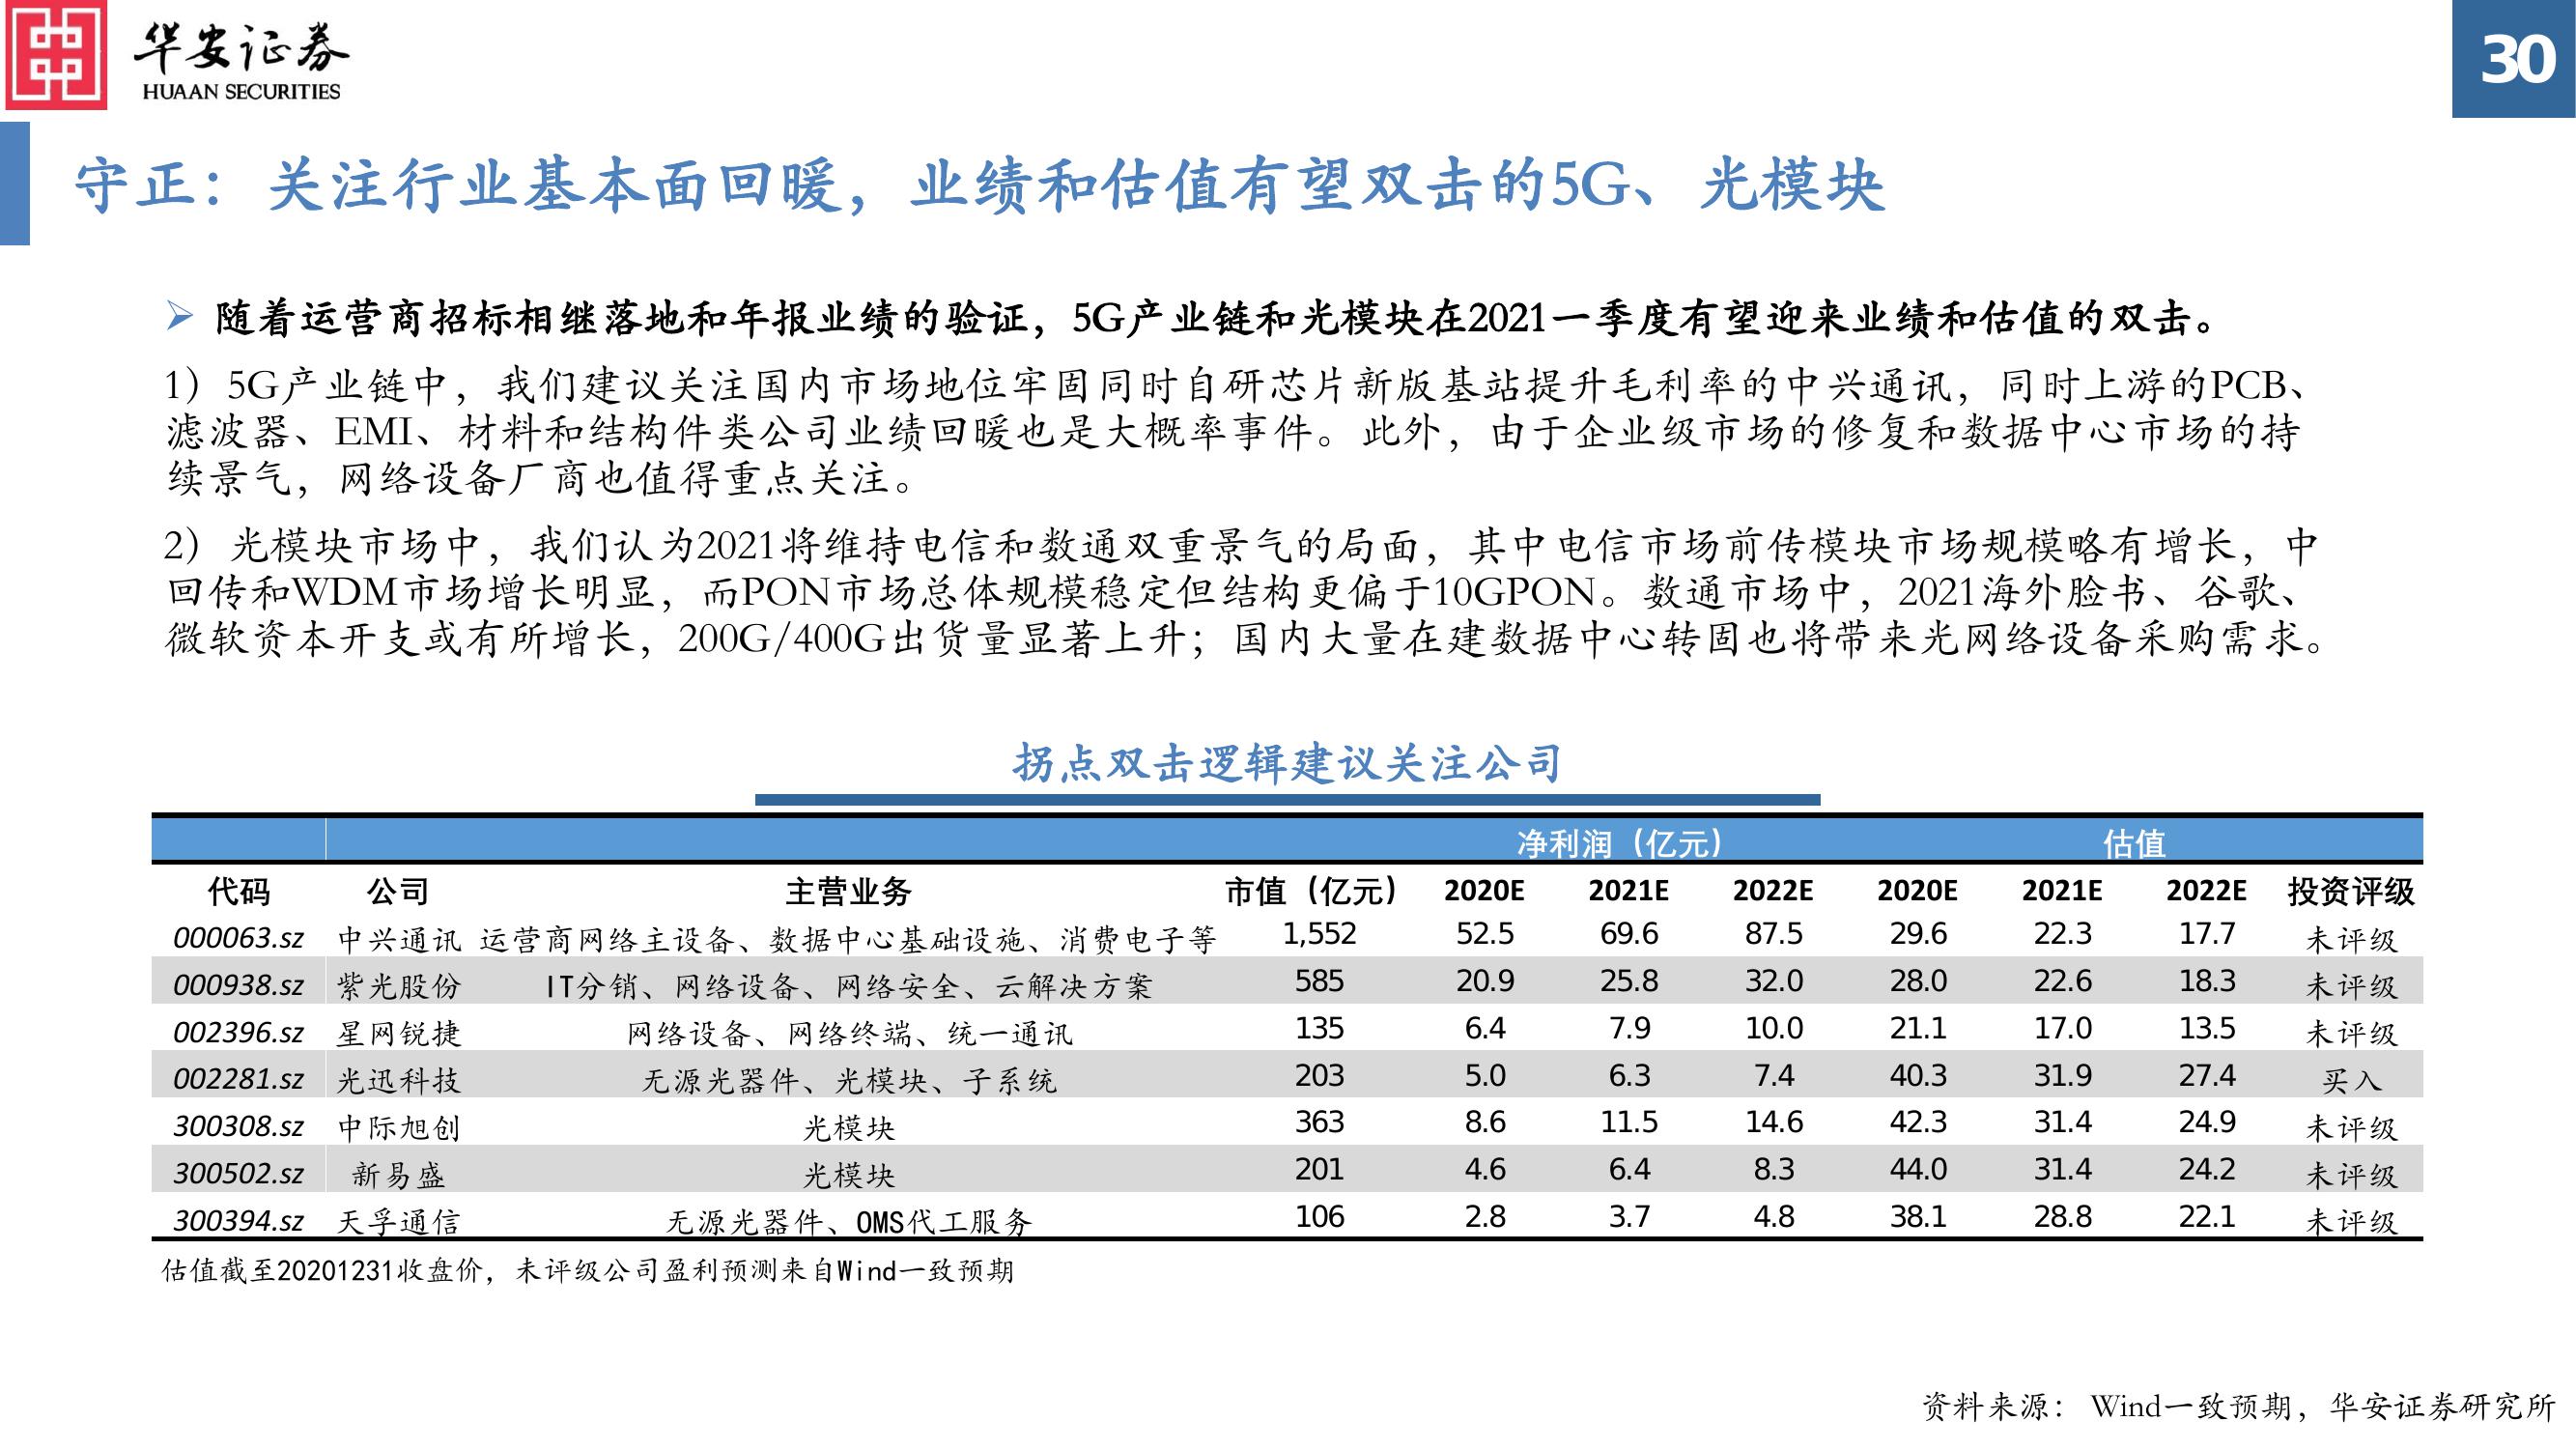 华安证券
HUAAN SECURITIES
30
守正：关注行业基本面回暖，业绩和估值有望双击的5G、光模块
随着运营商招标相继落地和年报业绩的验证，5G产业链和光模块在2021一季度有望迎来业绩和估值的双击。
1）5G产业链中，我们建议关注国内市场地位牢固同时自研芯片新版基站提升毛利率的中兴通讯，同时上游的PCB、
滤波器、EMI、材料和结构件类公司业绩回暖也是大概率事件。此外，由于企业级市场的修复和数据中心市场的持
续景气，网络设备厂商也值得重点关注。
2）光模块市场中，我们认为2021将维持电信和数通双重景气的局面，其中电信市场前传模块市场规模略有增长，中
回传和WDM市场增长明显，而PON市场总体规模稳定但结构更偏于10GPON。数通市场中，2021海外脸书、谷歌、
微软资本开支或有所增长，200G/400G出货量显著上升；国内大量在建数据中心转固也将带来光网络设备采购需求。
拐点双击逻辑建议关注公司
净利润（亿元） 估值
代码 公司 主营业务 市值（亿元） 2020E 2021E 2022E 2020E 2021E 2022E 投资评级
000063.sz 中兴通讯 运营商网络主设备、数据中心基础设施、消费电子等 1,552 52.5 69.6 87.5 29.6 22.3 17.7 未评级
000938.sz 紫光股份 IT分销、网络设备、网络安全、云解决方案 585 20.9 25.8 32.0 28.0 22.6 18.3 未评级
002396.sz 星网锐捷 网络设备、网络终端、统一通讯 135 6.4 7.9 10.0 21.1 17.0 13.5 未评级
002281.sz 光迅科技 无源光器件、光模块、子系统 203 5.0 6.3 7.4 40.3 31.9 27.4 买入
300308.sz 中际旭创 光模块 363 8.6 11.5 14.6 42.3 31.4 24.9 未评级
300502.sz 新易盛 光模块 201 4.6 6.4 8.3 44.0 31.4 24.2 未评级
300394.sz 天孚通信 无源光器件、OMS代工服务 106 2.8 3.7 4.8 38.1 28.8 22.1 未评级
估值截至20201231收盘价，未评级公司盈利预测来自Wind一致预期
资料来源： Wind一致预期，华安证券研究所